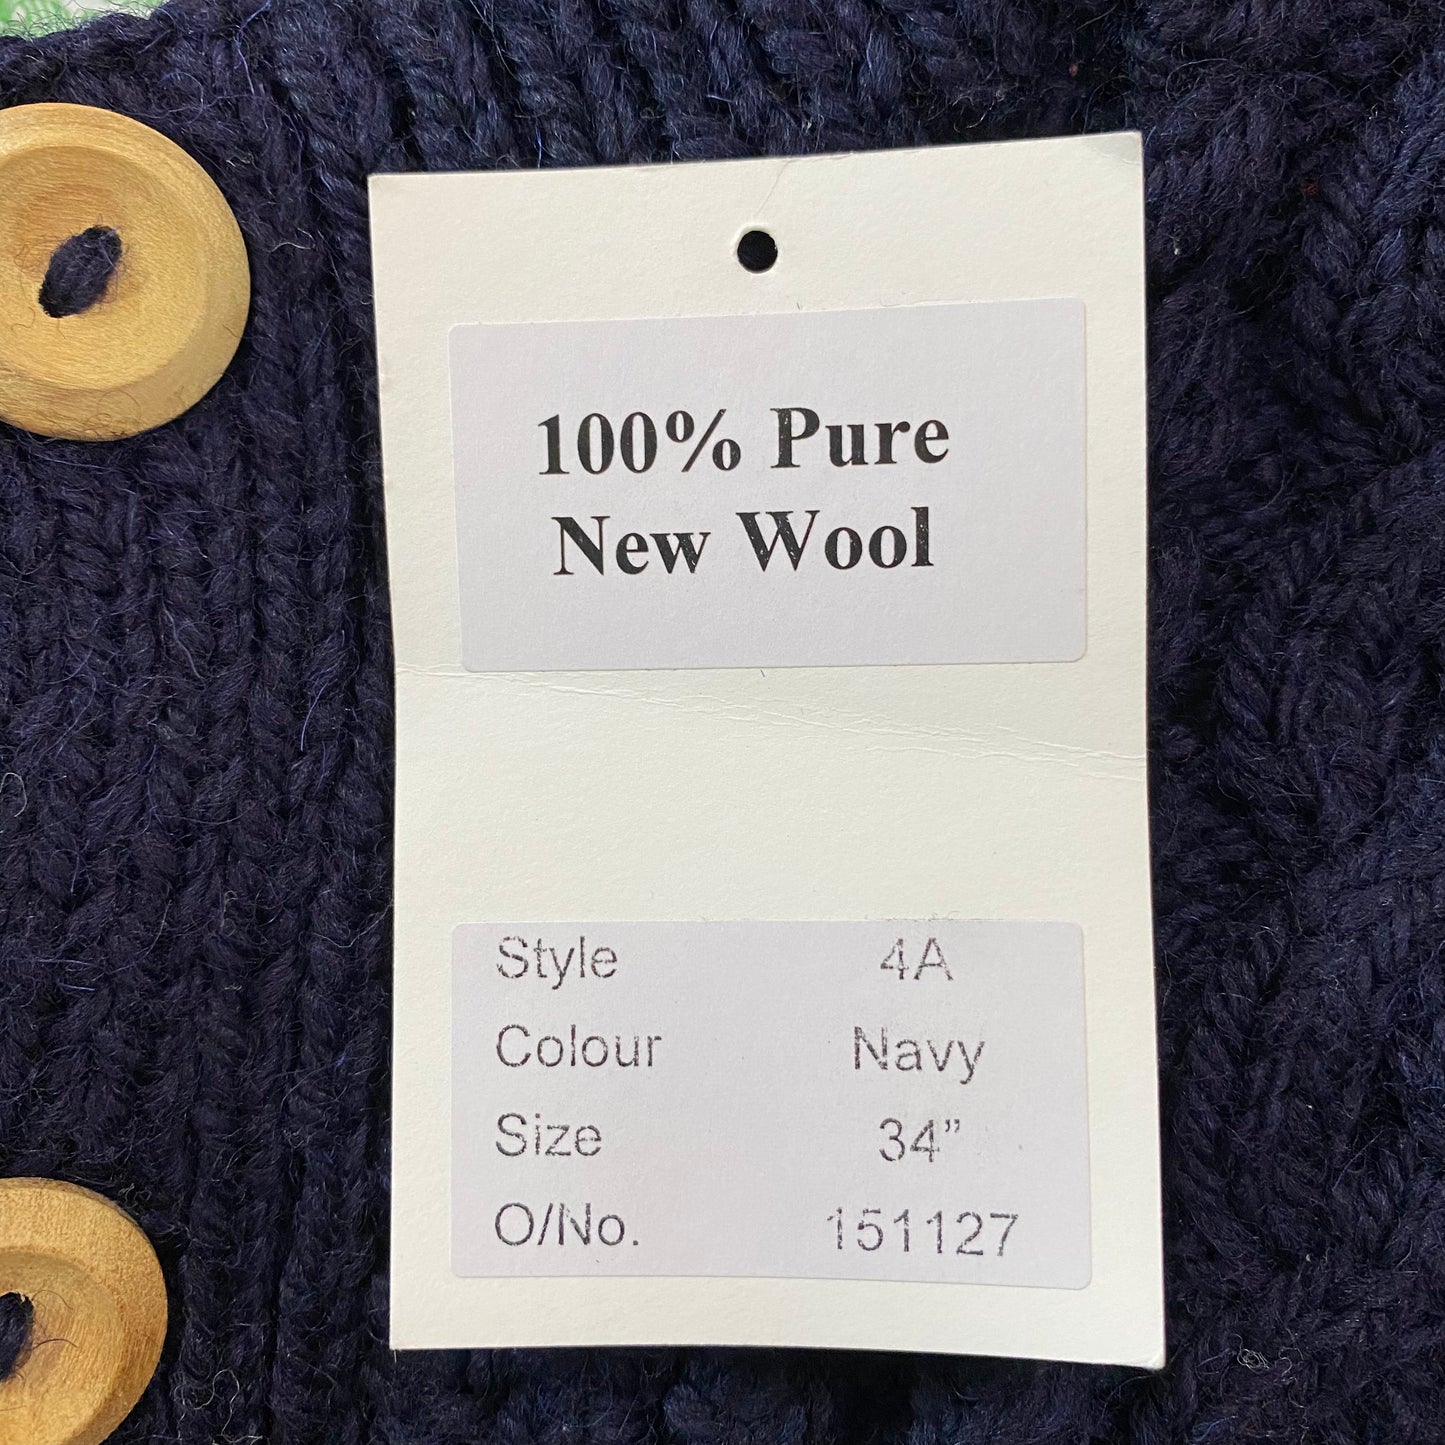 100% Pure
New Wool
Style 4A
Colour Navy
Size 34”
O/No. 151127